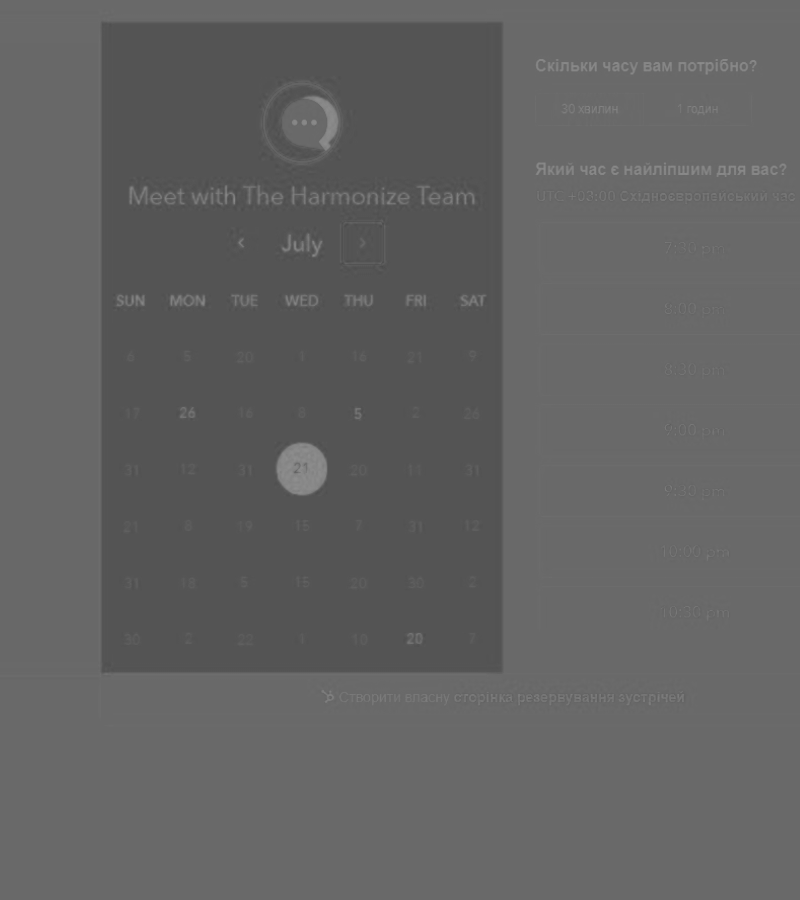 Meet with The Harmonize Team
July
SUN MON TUE WED THU FRI SAT
6 5 20 1 16 21 9
17 26 16 8 5 2 26
31 12 31 21 20 11 31
21 8 19 15 7 31 12
31 18 5 15 20 30 2
30 2 22 1 10 20
Скільки часу вам потрібно?
30 хвилин 1 годин
Який час є найліпшим для вас?
UTC +03:00 Східноєвропейський час
7:30 pm
8:00 pm
8:30 pm
9:00 pm
9:30 pm
10:00 pm
10:30 pm
Створити власну сторінка резервування зустрічей